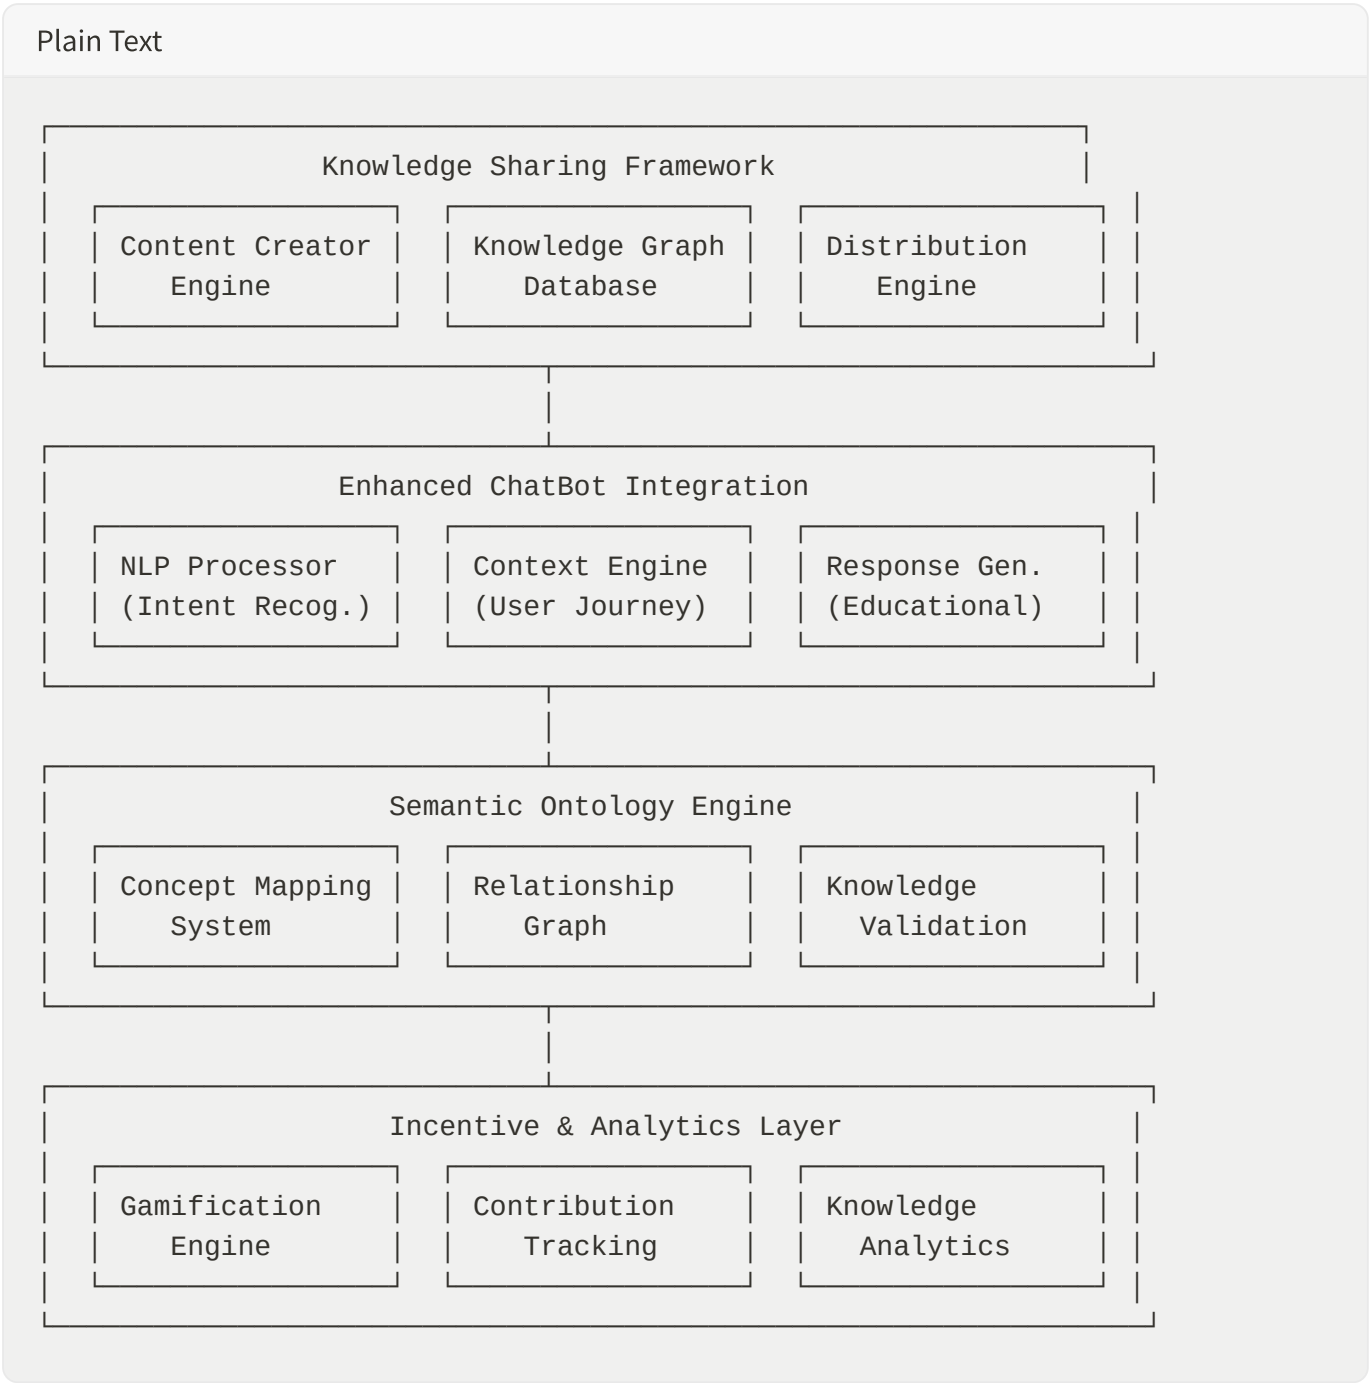 Plain Text
Knowledge Sharing Framework
Content Creator Knowledge Graph Distribution
Engine Database Engine
Enhanced ChatBot Integration
NLP Processor Context Engine Response Gen.
(Intent Recog.) (User Journey) (Educational)
Semantic Ontology Engine
Concept Mapping Relationship Knowledge
System Graph Validation
Incentive & Analytics Layer
Gamification Contribution Knowledge
Engine Tracking Analytics